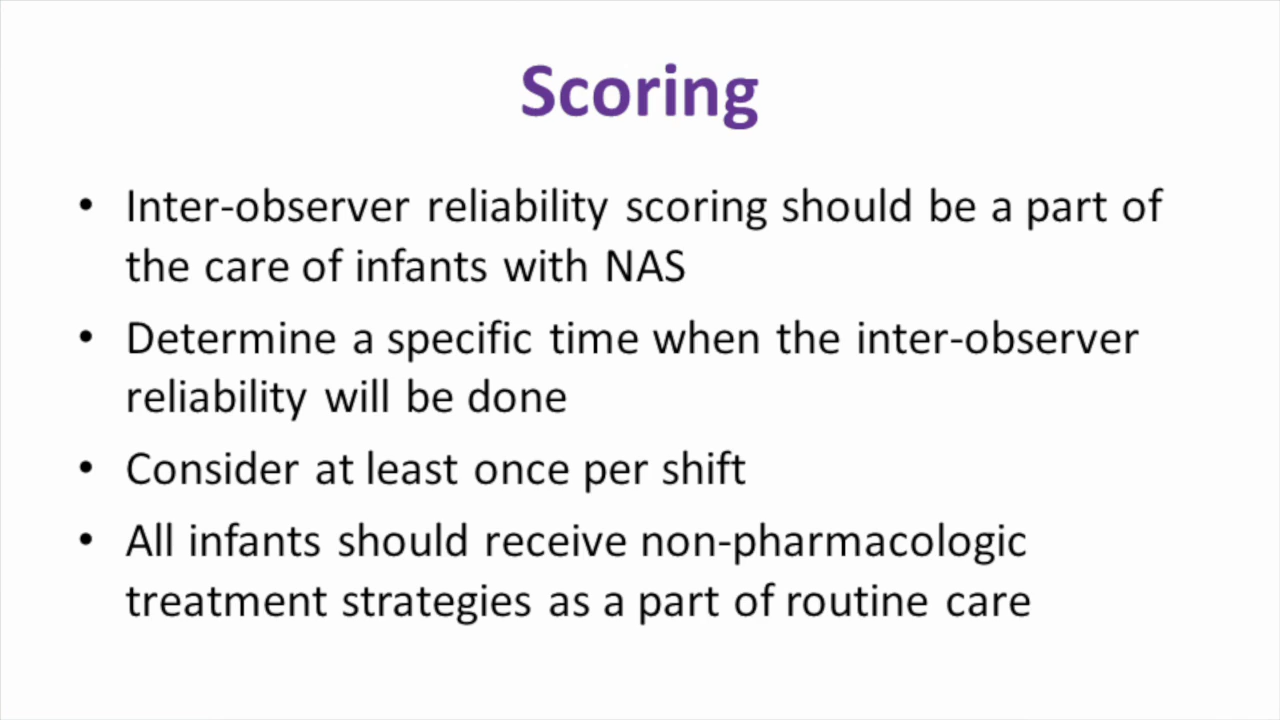 Scoring
• Inter-observer reliability scoring should be a part of
the care of infants with NAS
• Determine a specific time when the inter-observer
reliability will be done
• Consider at least once per shift
• All infants should receive non-pharmacologic
treatment strategies as a part of routine care